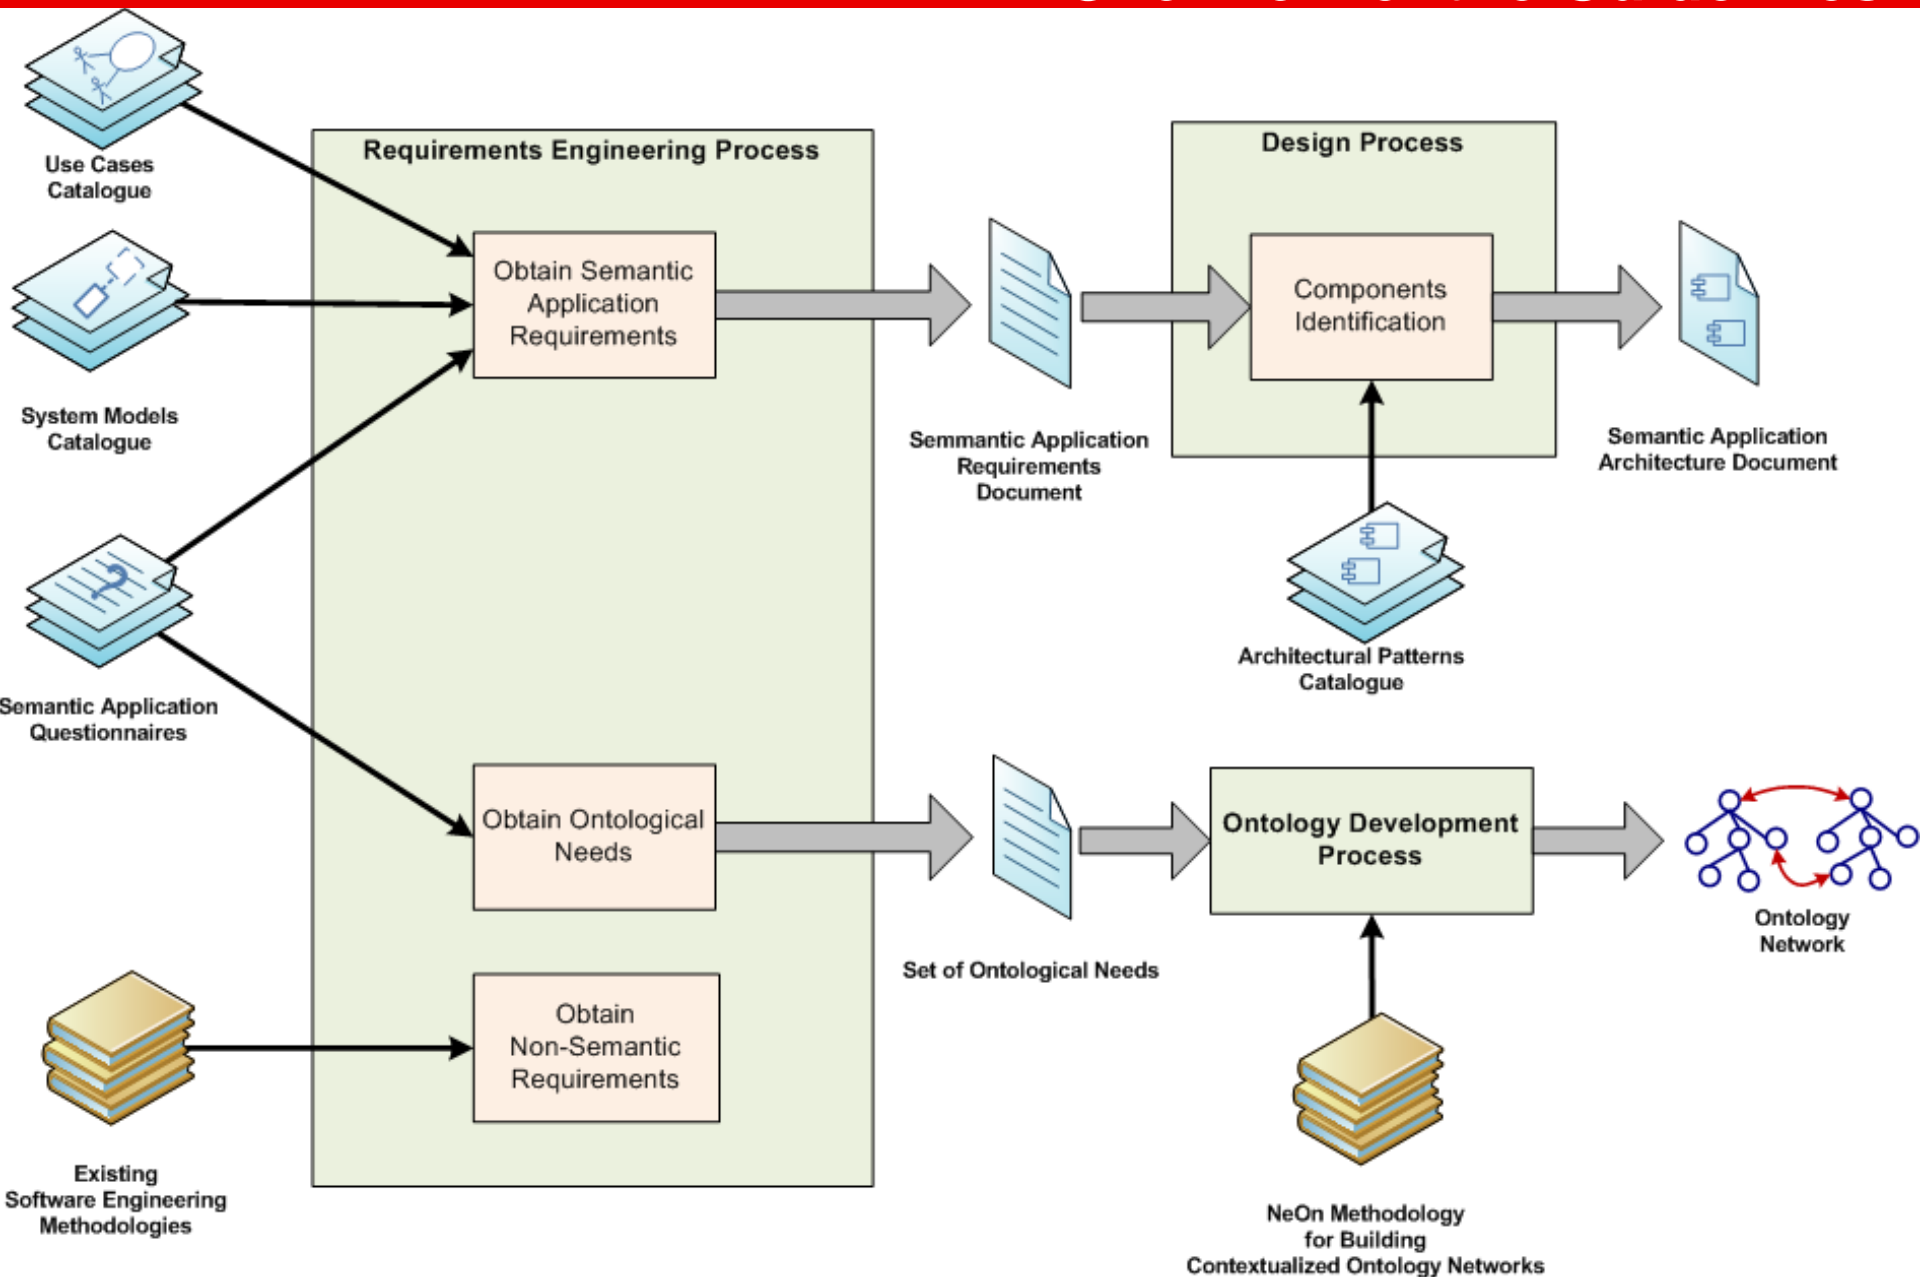 Use Cases
Catalogue
Requirements Engineering Process
Design Process
Obtain Semantic
Application
Requirements
Components
Identification
System Models
Catalogue
Semmantic Application
Requirements
Document
Semantic Application
Architecture Document
Architectural Patterns
Catalogue
Semantic Application
Questionnaires
Obtain Ontological
Needs
Ontology Development
Process
Ontology
Network
Set of Ontological Needs
Obtain
Non-Semantic
Requirements
Existing
Software Engineering
Methodologies
NeOn Methodology
for Building
Contextualized Ontology Networks